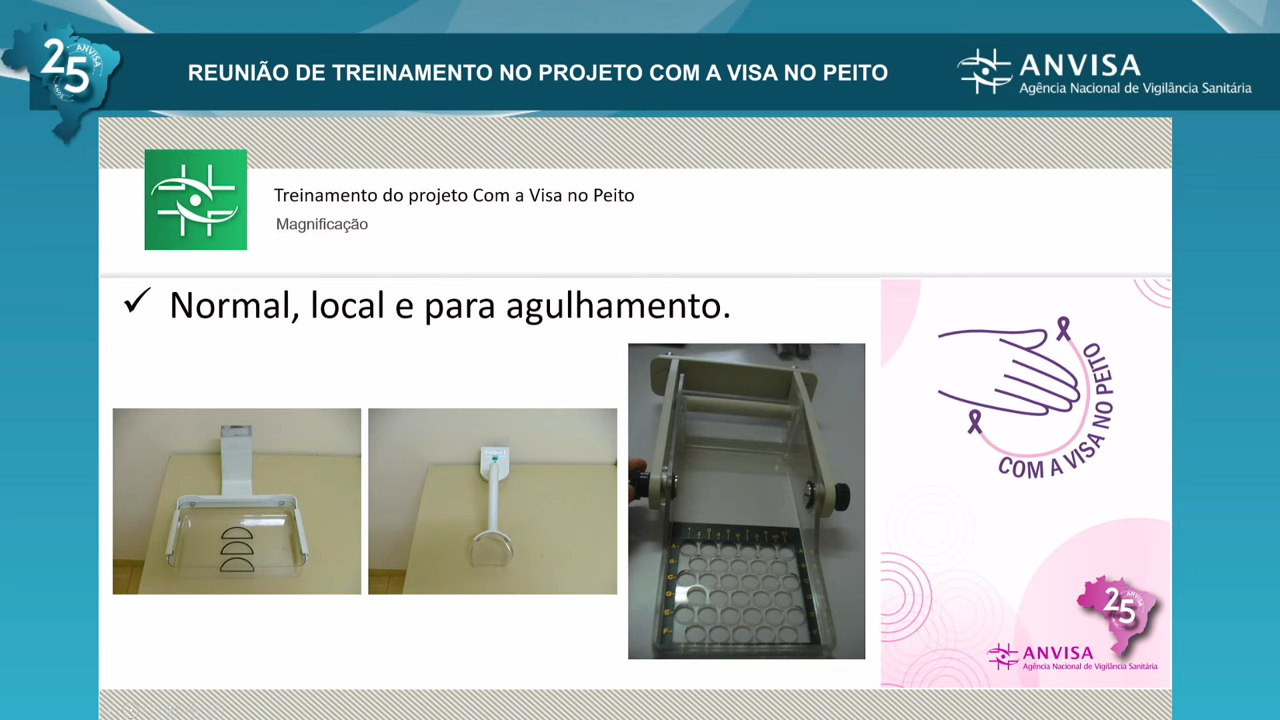 25
ANVISA
ANOS
REUNIÃO DE TREINAMENTO NO PROJETO COM A VISA NO PEITO
ANVISA
Agência Nacional de Vigilância Sanitária
Treinamento do projeto Com a Visa no Peito
Magnificação
✓ Normal, local e para agulhamento.
COM A VISA NO PEITO
25
ANVISA
ANVISA
Agência Nacional de Vigilância Sanitária